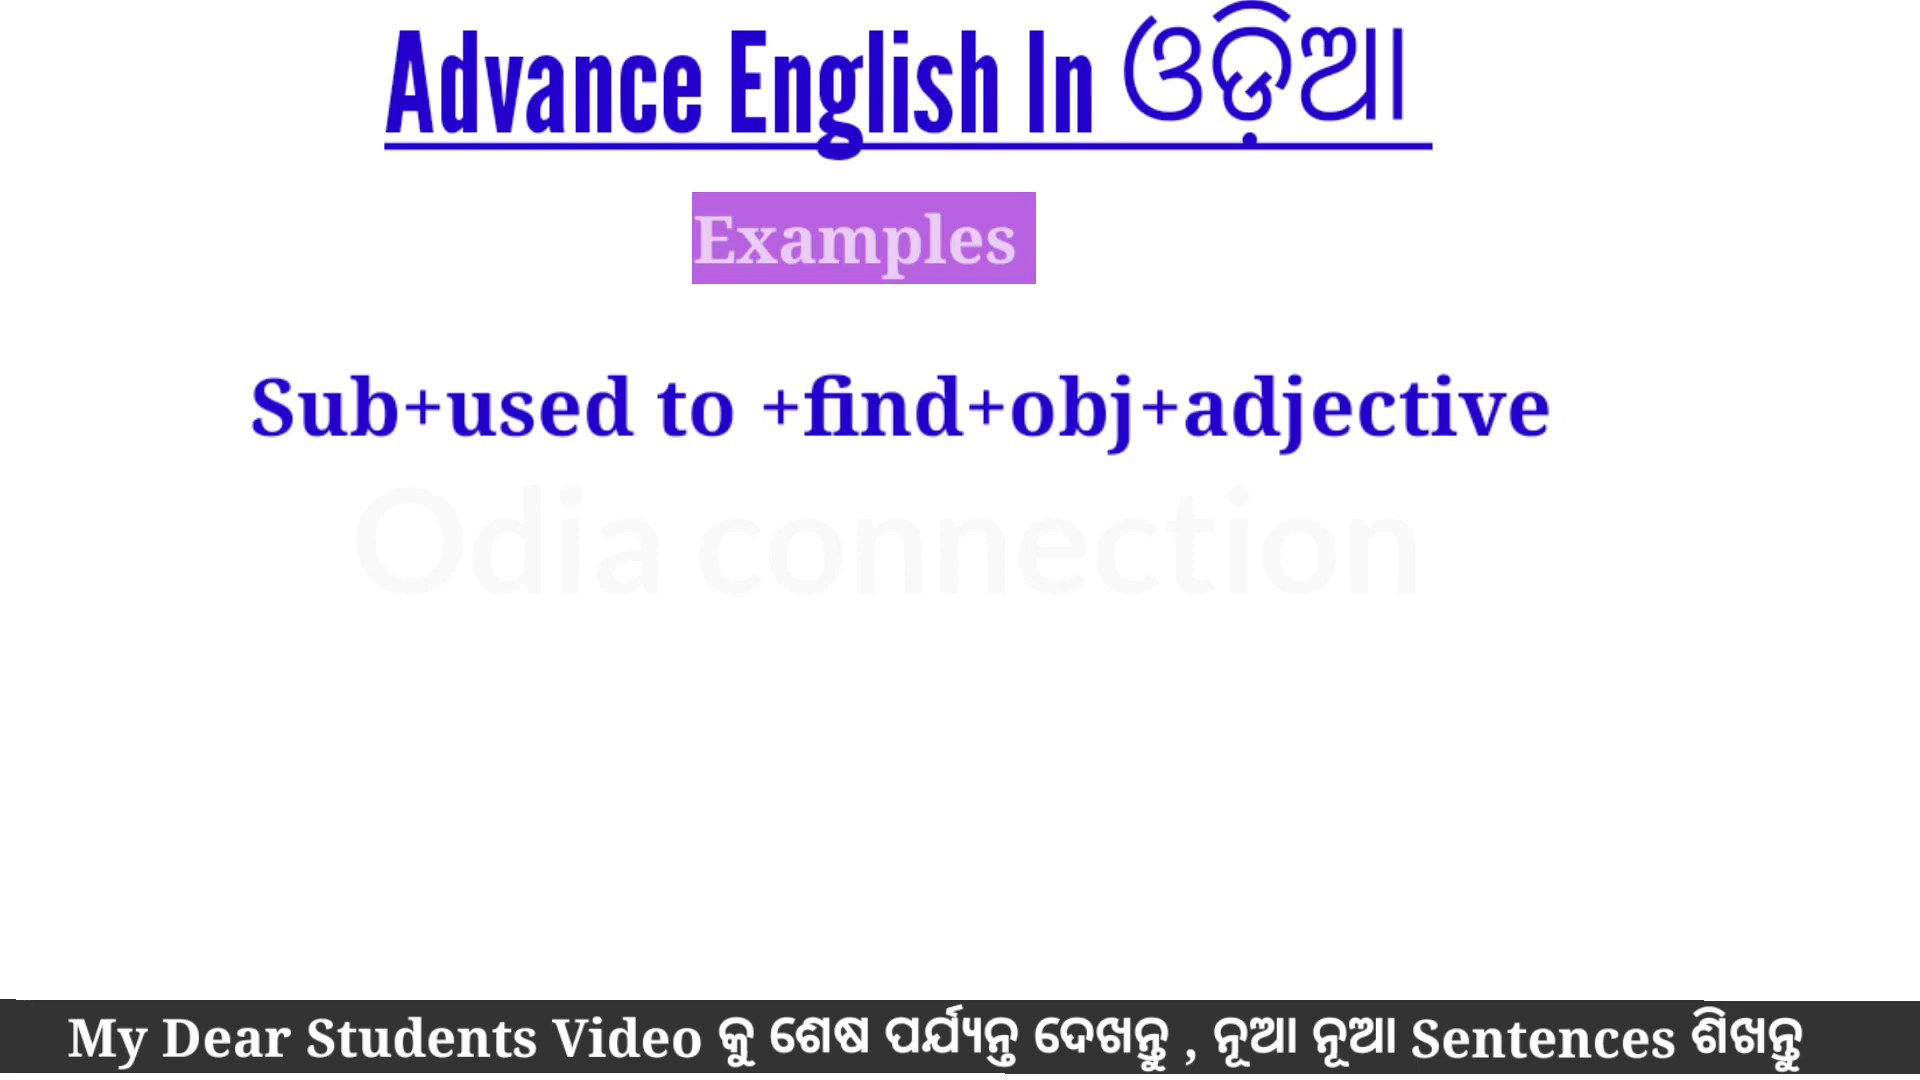 Advance English In ଓଡ଼ିଆ
Examples
Sub+used to +find+obj+adjective
Odia connection
My Dear Students Video କୁ ଶେଷ ପର୍ଯ୍ୟନ୍ତ ଦେଖନ୍ତୁ , ନୂଆ ନୂଆ Sentences ଶିଖନ୍ତୁ